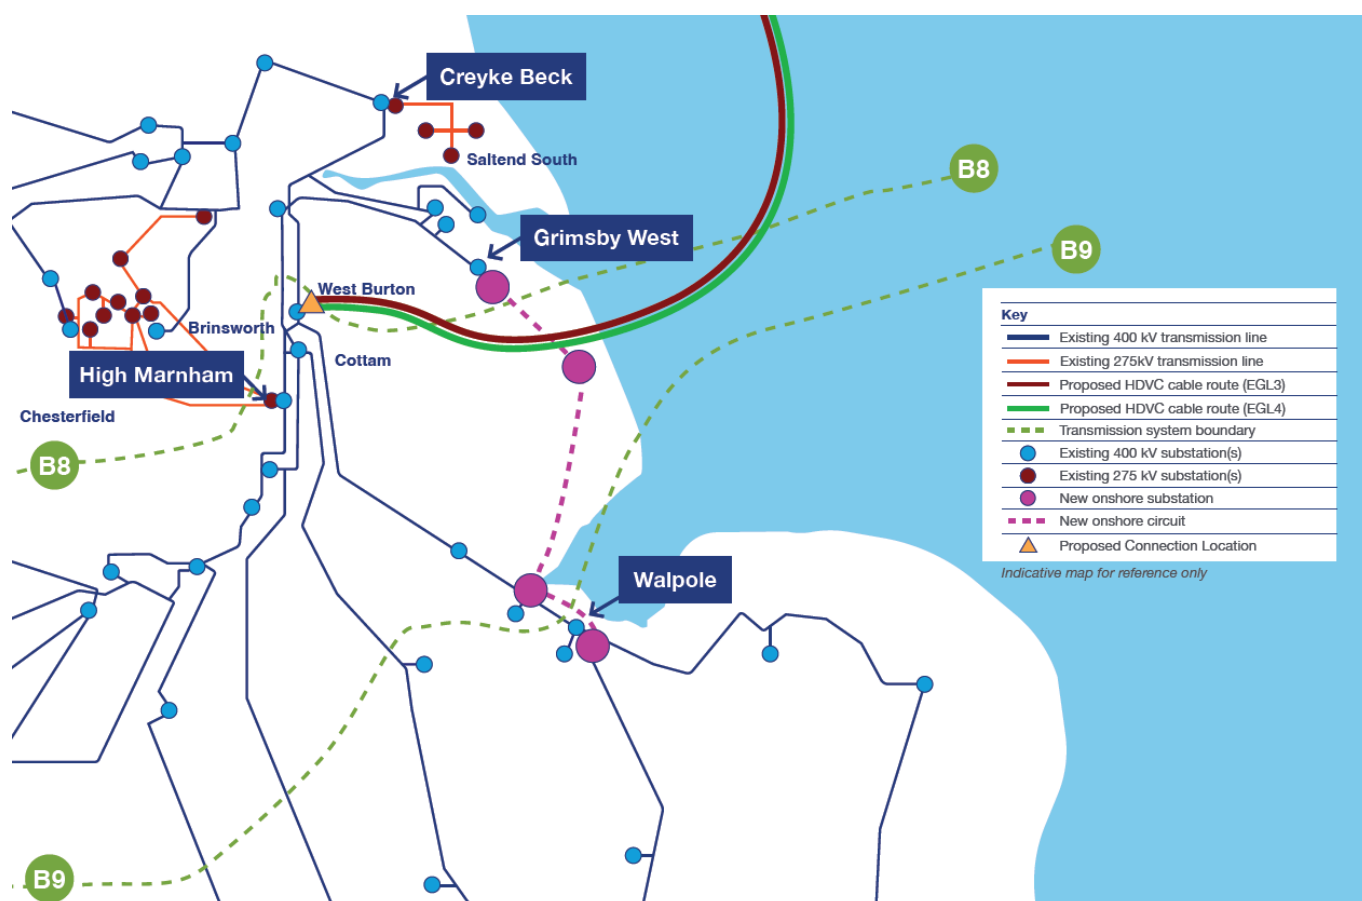 Creyke Beck
Saltend South
B8
Grimsby West
B9
West Burton
Brinsworth
Cottam
High Marnham
Chesterfield
B8
Walpole
B9
Key
Existing 400 kV transmission line
Existing 275kV transmission line
Proposed HDVC cable route (EGL3)
Proposed HDVC cable route (EGL4)
Transmission system boundary
Existing 400 kV substation(s)
Existing 275 kV substation(s)
New onshore substation
New onshore circuit
Proposed Connection Location
Indicative map for reference only